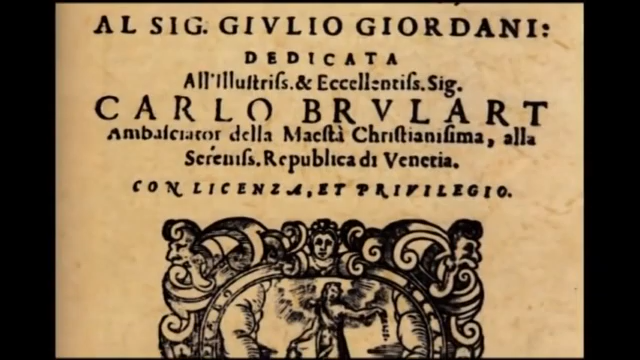 AL SIG. GIVLIO GIORDANI:
DEDICATA
All'Illustriſs. & Eccellentiſs. Sig.
CARLO BRVLART
Ambaſciator della Maeſtà Chriſtianiſima, alla
Sereniſs. Republica di Venetia.
CON LICENZA, ET PRIVILEGIO.